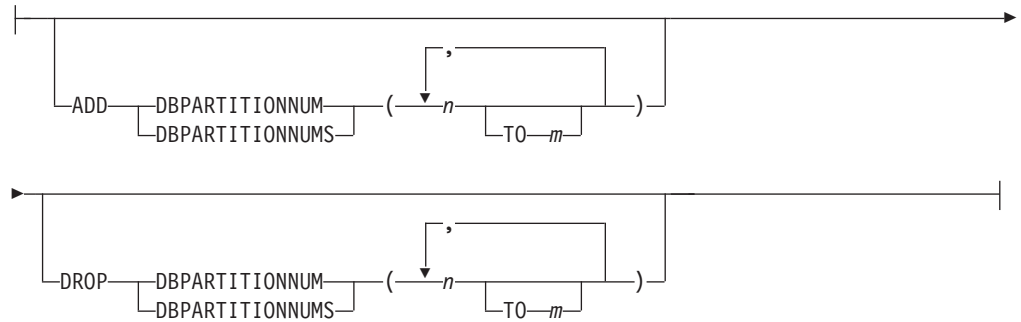 ,
ADD DBPARTITIONNUM ( n )
DBPARTITIONNUMS TO m
,
DROP DBPARTITIONNUM ( n )
DBPARTITIONNUMS TO m